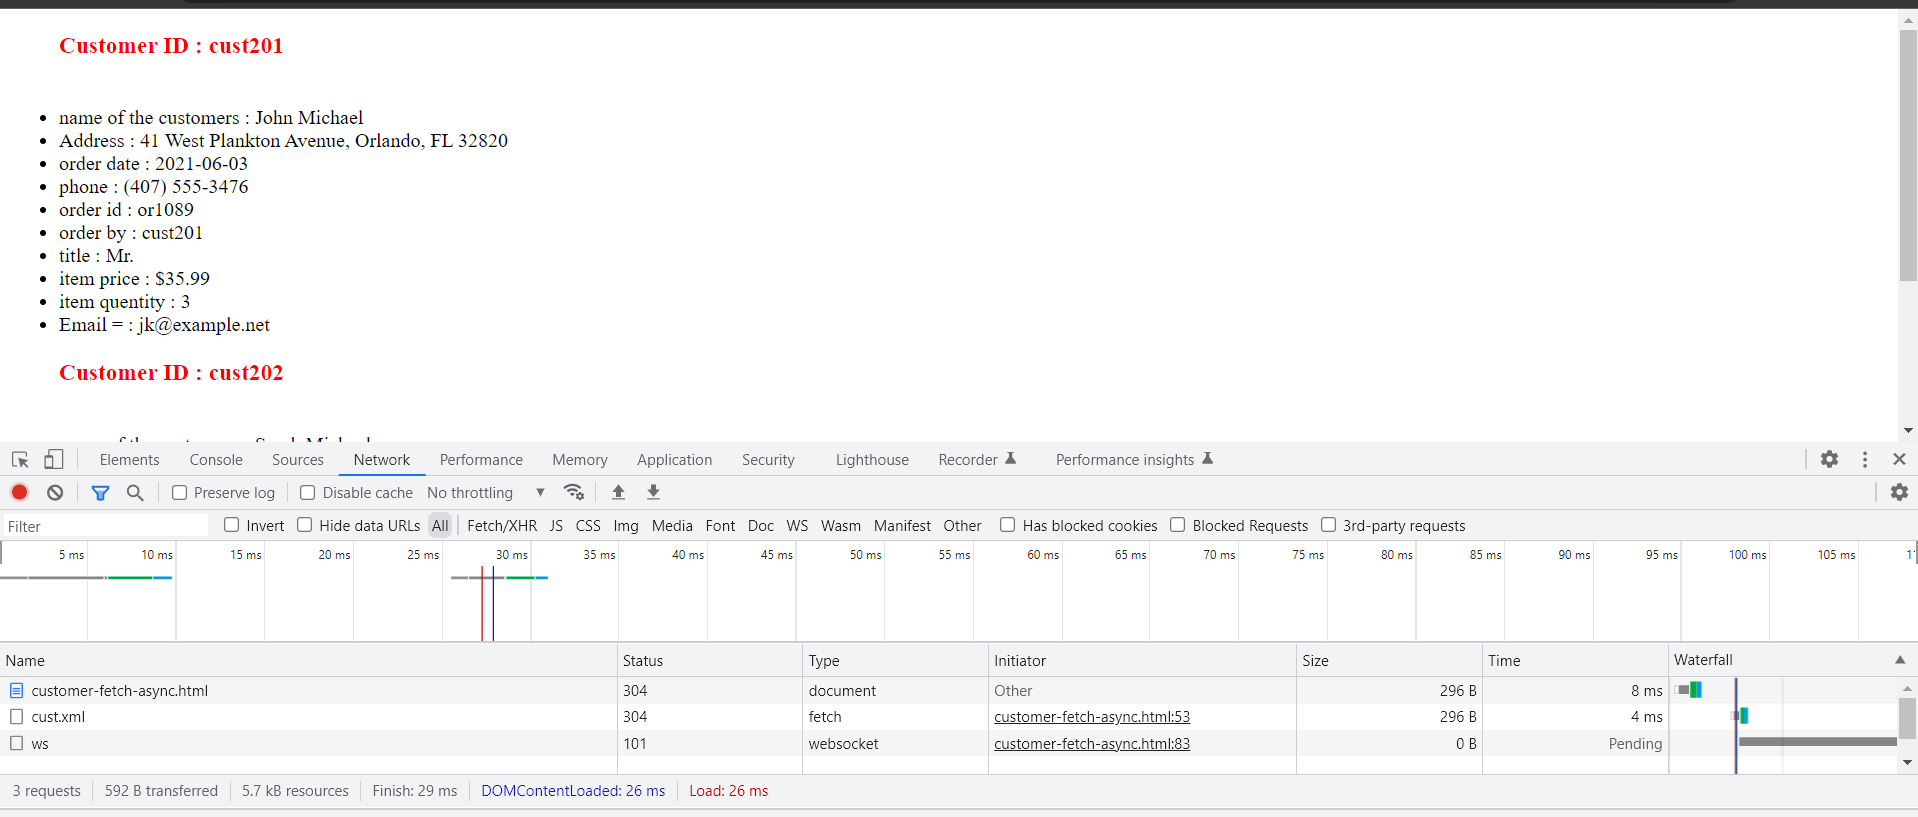 Customer ID : cust201
name of the customers : John Michael
Address : 41 West Plankton Avenue, Orlando, FL 32820
order date : 2021-06-03
phone : (407) 555-3476
order id : or1089
order by : cust201
title : Mr.
item price : $35.99
item quentity : 3
Email = : jk@example.net
Customer ID : cust202
Elements Console Sources Network Performance Memory Application Security Lighthouse Recorder Performance insights
Preserve log Disable cache No throttling
Filter Invert Hide data URLs All Fetch/XHR JS CSS Img Media Font Doc WS Wasm Manifest Other Has blocked cookies Blocked Requests 3rd-party requests
5 ms 10 ms 15 ms 20 ms 25 ms 30 ms 35 ms 40 ms 45 ms 50 ms 55 ms 60 ms 65 ms 70 ms 75 ms 80 ms 85 ms 90 ms 95 ms 100 ms 105 ms
Name Status Type Initiator Size Time Waterfall
customer-fetch-async.html 304 document Other 296 B 8 ms
cust.xml 304 fetch customer-fetch-async.html:53 296 B 4 ms
ws 101 websocket customer-fetch-async.html:83 0 B Pending
3 requests 592 B transferred 5.7 kB resources Finish: 29 ms DOMContentLoaded: 26 ms Load: 26 ms